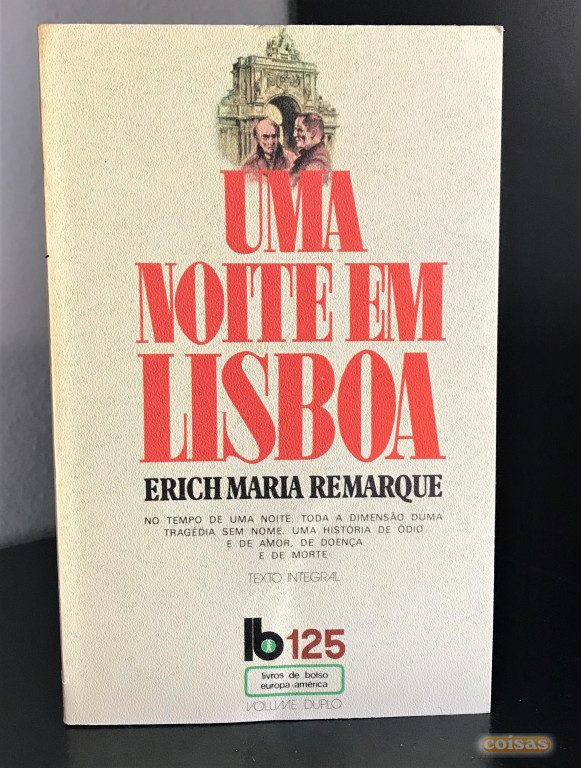 UMA
NOITE EM
LISBOA
ERICH MARIA REMARQUE
NO TEMPO DE UMA NOITE, TODA A DIMENSÃO DUMA
TRAGÉDIA SEM NOME. UMA HISTÓRIA DE ÓDIO
E DE AMOR, DE DOENÇA
E DE MORTE
TEXTO INTEGRAL
lb 125
livros de bolso
europa-américa
VOLUME DUPLO
coisas